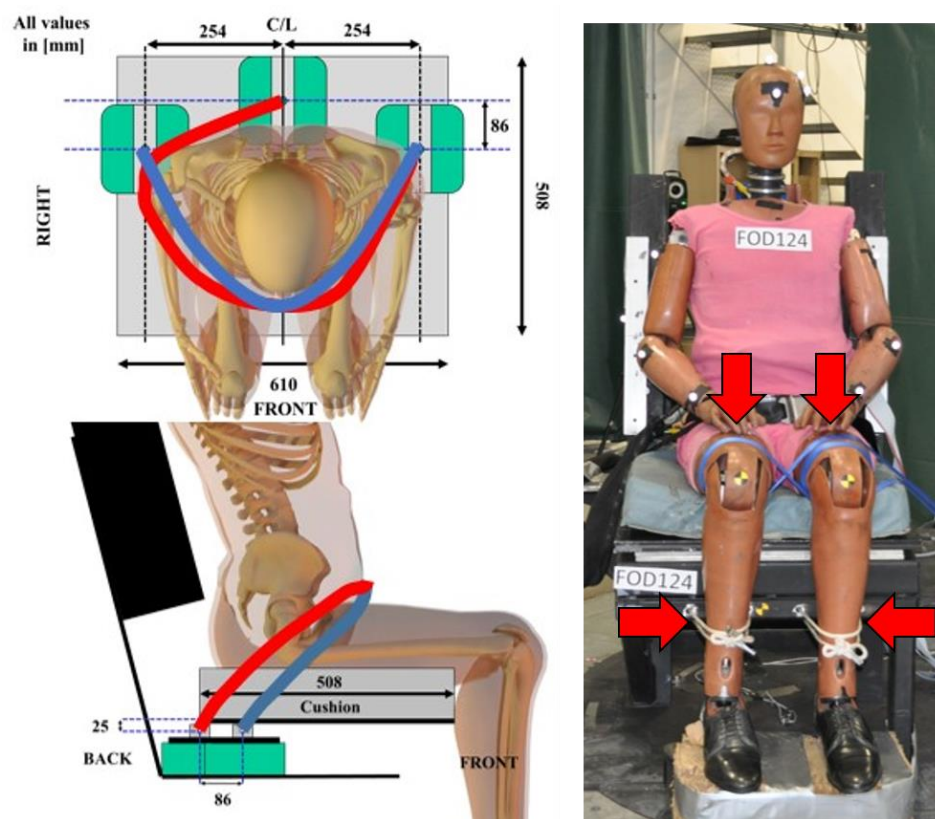 All values
in [mm]
C/L
254
254
86
508
RIGHT
610
FRONT
508
Cushion
25
BACK
FRONT
86
FOD124
FOD124